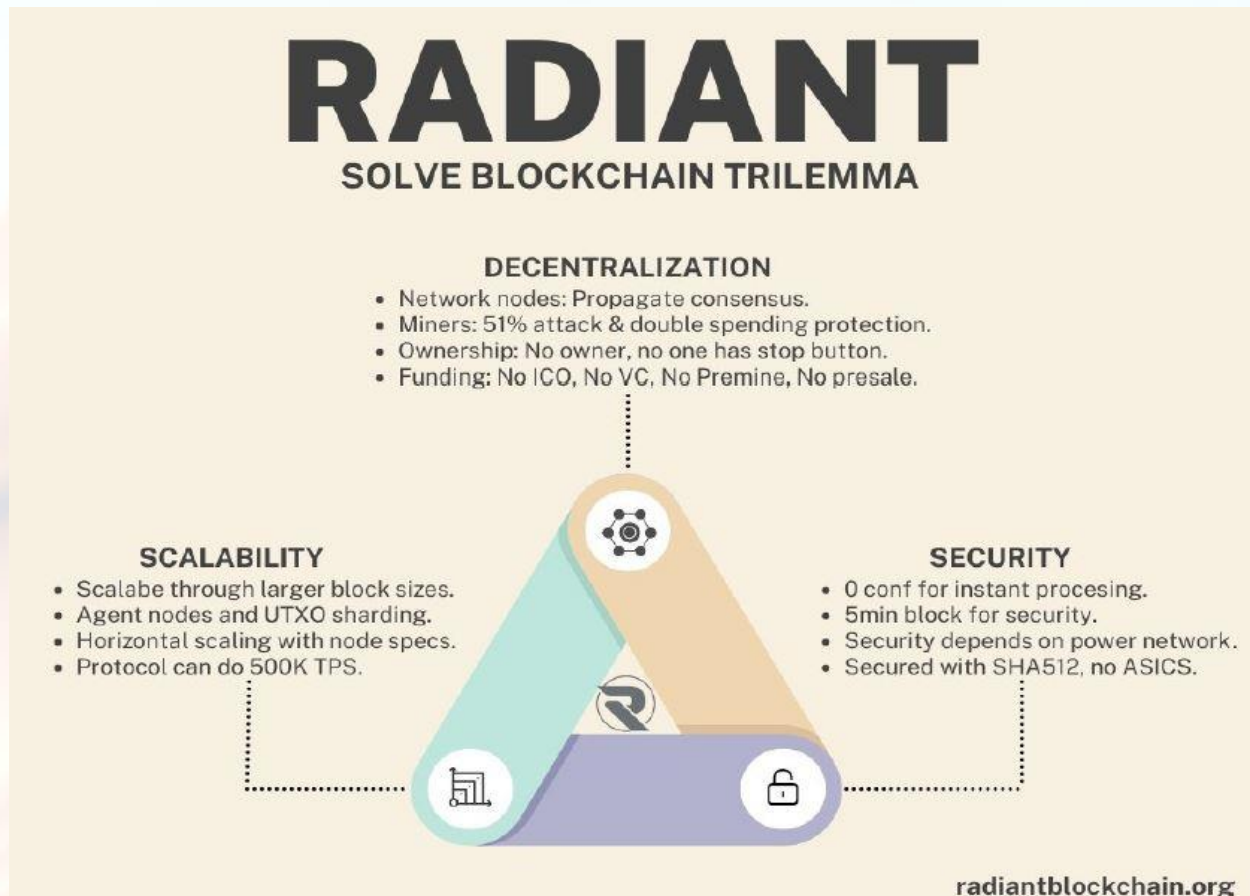 RADIANT
SOLVE BLOCKCHAIN TRILEMMA
DECENTRALIZATION
• Network nodes: Propagate consensus.
• Miners: 51% attack & double spending protection.
• Ownership: No owner, no one has stop button.
• Funding: No ICO, No VC, No Premine, No presale.
SCALABILITY
• Scalabe through larger block sizes.
• Agent nodes and UTXO sharding.
• Horizontal scaling with node specs.
• Protocol can do 500K TPS.
SECURITY
• 0 conf for instant procesing.
• 5min block for security.
• Security depends on power network.
• Secured with SHA512, no ASICS.
radiantblockchain.org